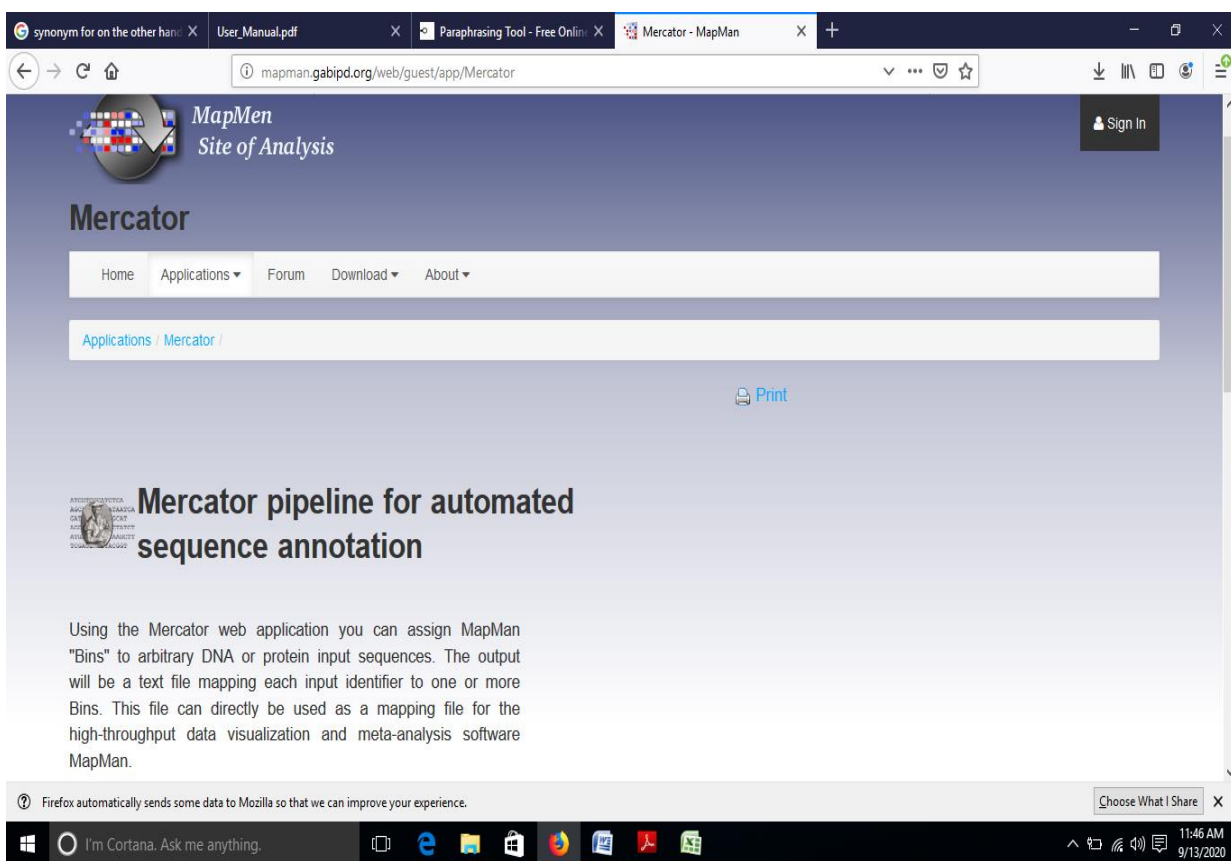 synonym for on the other hand
User_Manual.pdf
Paraphrasing Tool - Free Online
Mercator - MapMan
mapman.gabipd.org/web/guest/app/Mercator
MapMen
Site of Analysis
Sign In
Mercator
Home Applications Forum Download About
Applications / Mercator /
Print
Mercator pipeline for automated
sequence annotation
Using the Mercator web application you can assign MapMan
"Bins" to arbitrary DNA or protein input sequences. The output
will be a text file mapping each input identifier to one or more
Bins. This file can directly be used as a mapping file for the
high-throughput data visualization and meta-analysis software
MapMan.
Firefox automatically sends some data to Mozilla so that we can improve your experience.
Choose What I Share
I'm Cortana. Ask me anything.
11:46 AM
9/13/2020